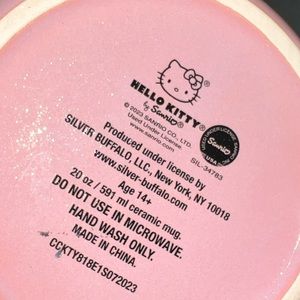 HELLO KITTY®
by Sanrio®
© 2023 SANRIO CO., LTD.
Used Under License
www.sanrio.com
Sanrio
SIL-34783
Produced under license by
SILVER BUFFALO, LLC., New York, NY 10018
www.silver-buffalo.com
Age 14+
20 oz / 591 ml ceramic mug.
DO NOT USE IN MICROWAVE.
HAND WASH ONLY.
MADE IN CHINA.
CCKTY818E1S072023